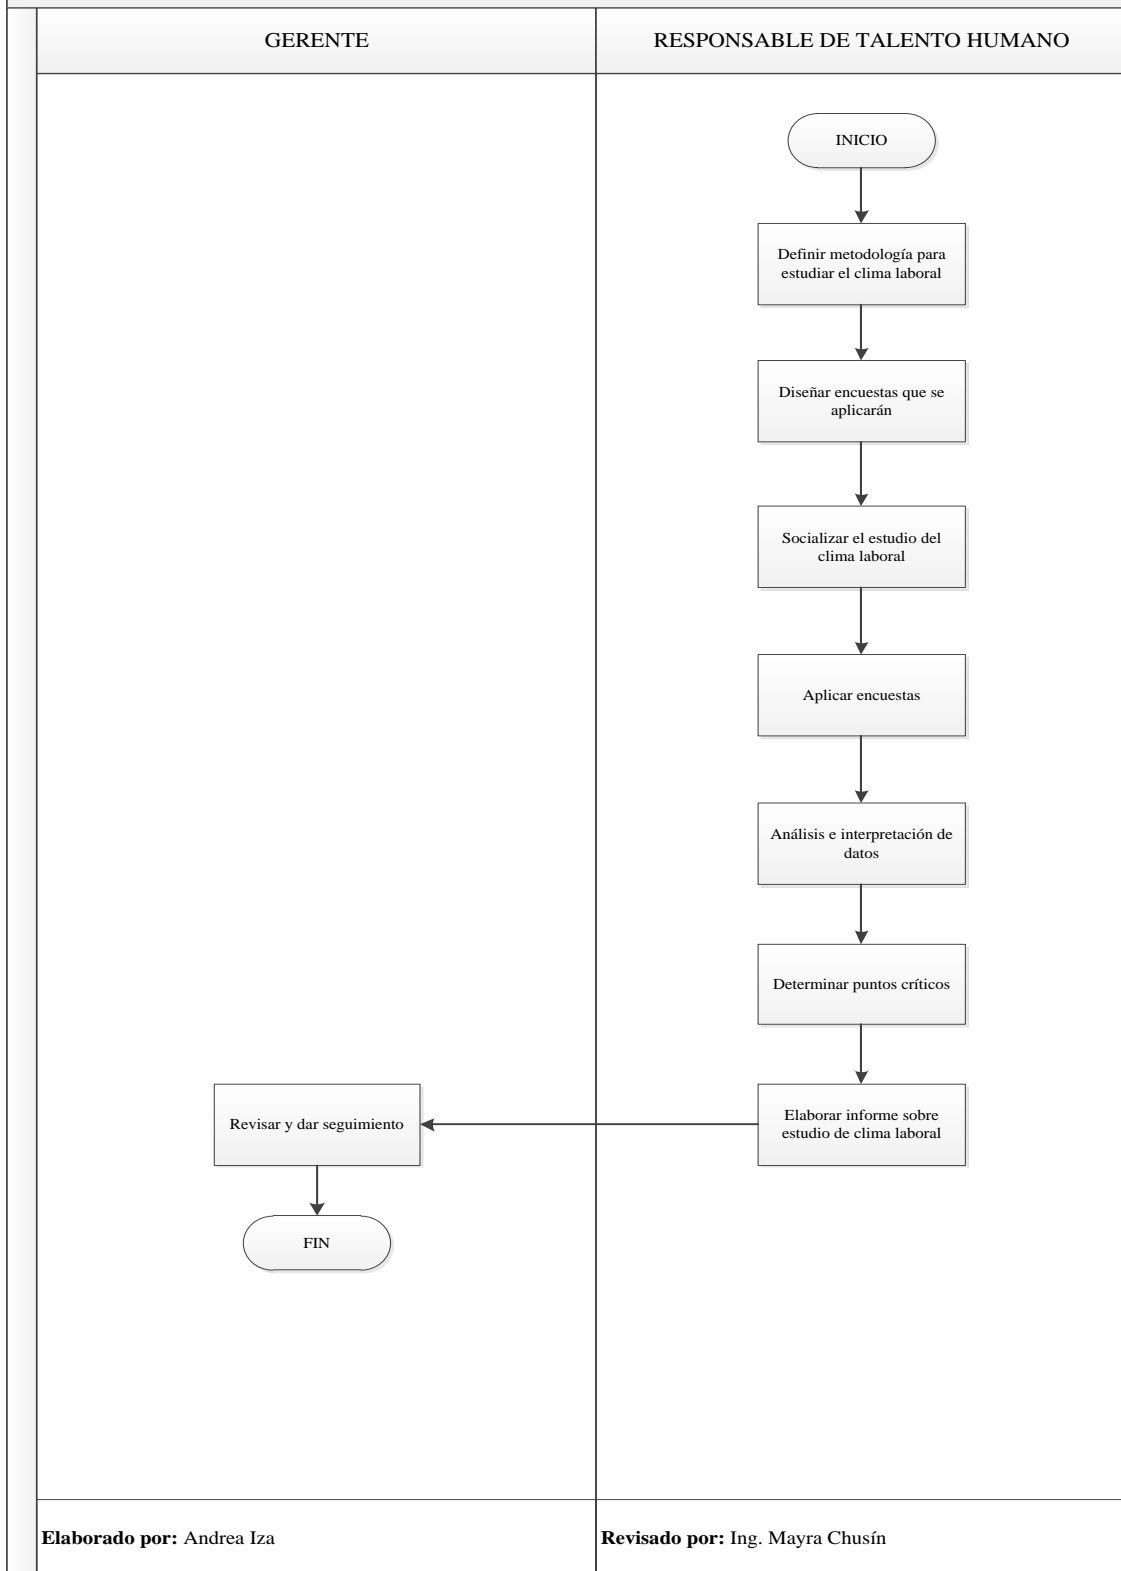 GERENTE
RESPONSABLE DE TALENTO HUMANO
INICIO
Definir metodología para
estudiar el clima laboral
Diseñar encuestas que se
aplicarán
Socializar el estudio del
clima laboral
Aplicar encuestas
Análisis e interpretación de
datos
Determinar puntos críticos
Elaborar informe sobre
estudio de clima laboral
Revisar y dar seguimiento
FIN
Elaborado por: Andrea Iza
Revisado por: Ing. Mayra Chusín